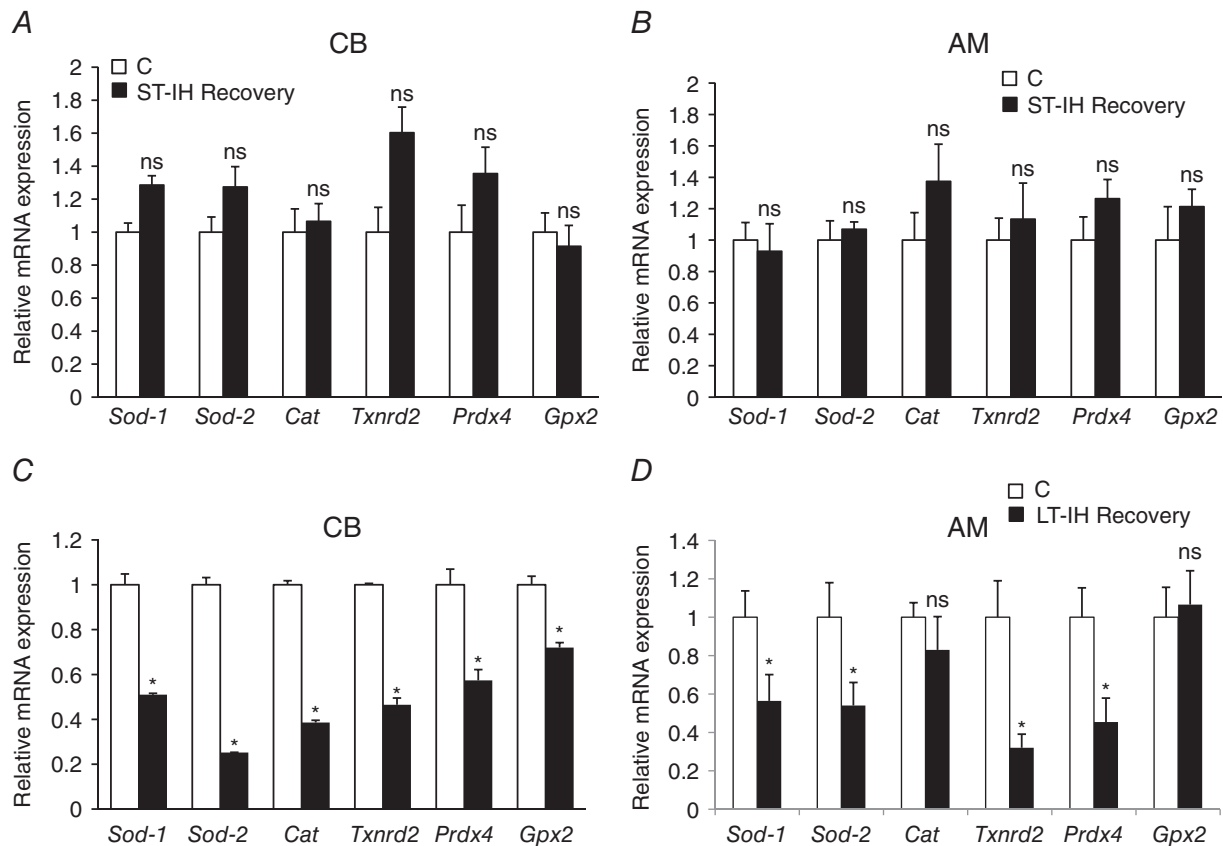 A
CB
C
ST-IH Recovery
Relative mRNA expression
2
1.8
1.6
1.4
1.2
1
0.8
0.6
0.4
0.2
0
ns
ns
ns
ns
ns
ns
Sod-1 Sod-2 Cat Txnrd2 Prdx4 Gpx2
B
AM
C
ST-IH Recovery
Relative mRNA expression
2
1.8
1.6
1.4
1.2
1
0.8
0.6
0.4
0.2
0
ns
ns
ns
ns
ns
ns
Sod-1 Sod-2 Cat Txnrd2 Prdx4 Gpx2
C
CB
Relative mRNA expression
1.2
1
0.8
0.6
0.4
0.2
0
*
*
*
*
*
*
Sod-1 Sod-2 Cat Txnrd2 Prdx4 Gpx2
D
C
LT-IH Recovery
AM
Relative mRNA expression
1.4
1.2
1
0.8
0.6
0.4
0.2
0
*
*
ns
*
*
ns
Sod-1 Sod-2 Cat Txnrd2 Prdx4 Gpx2